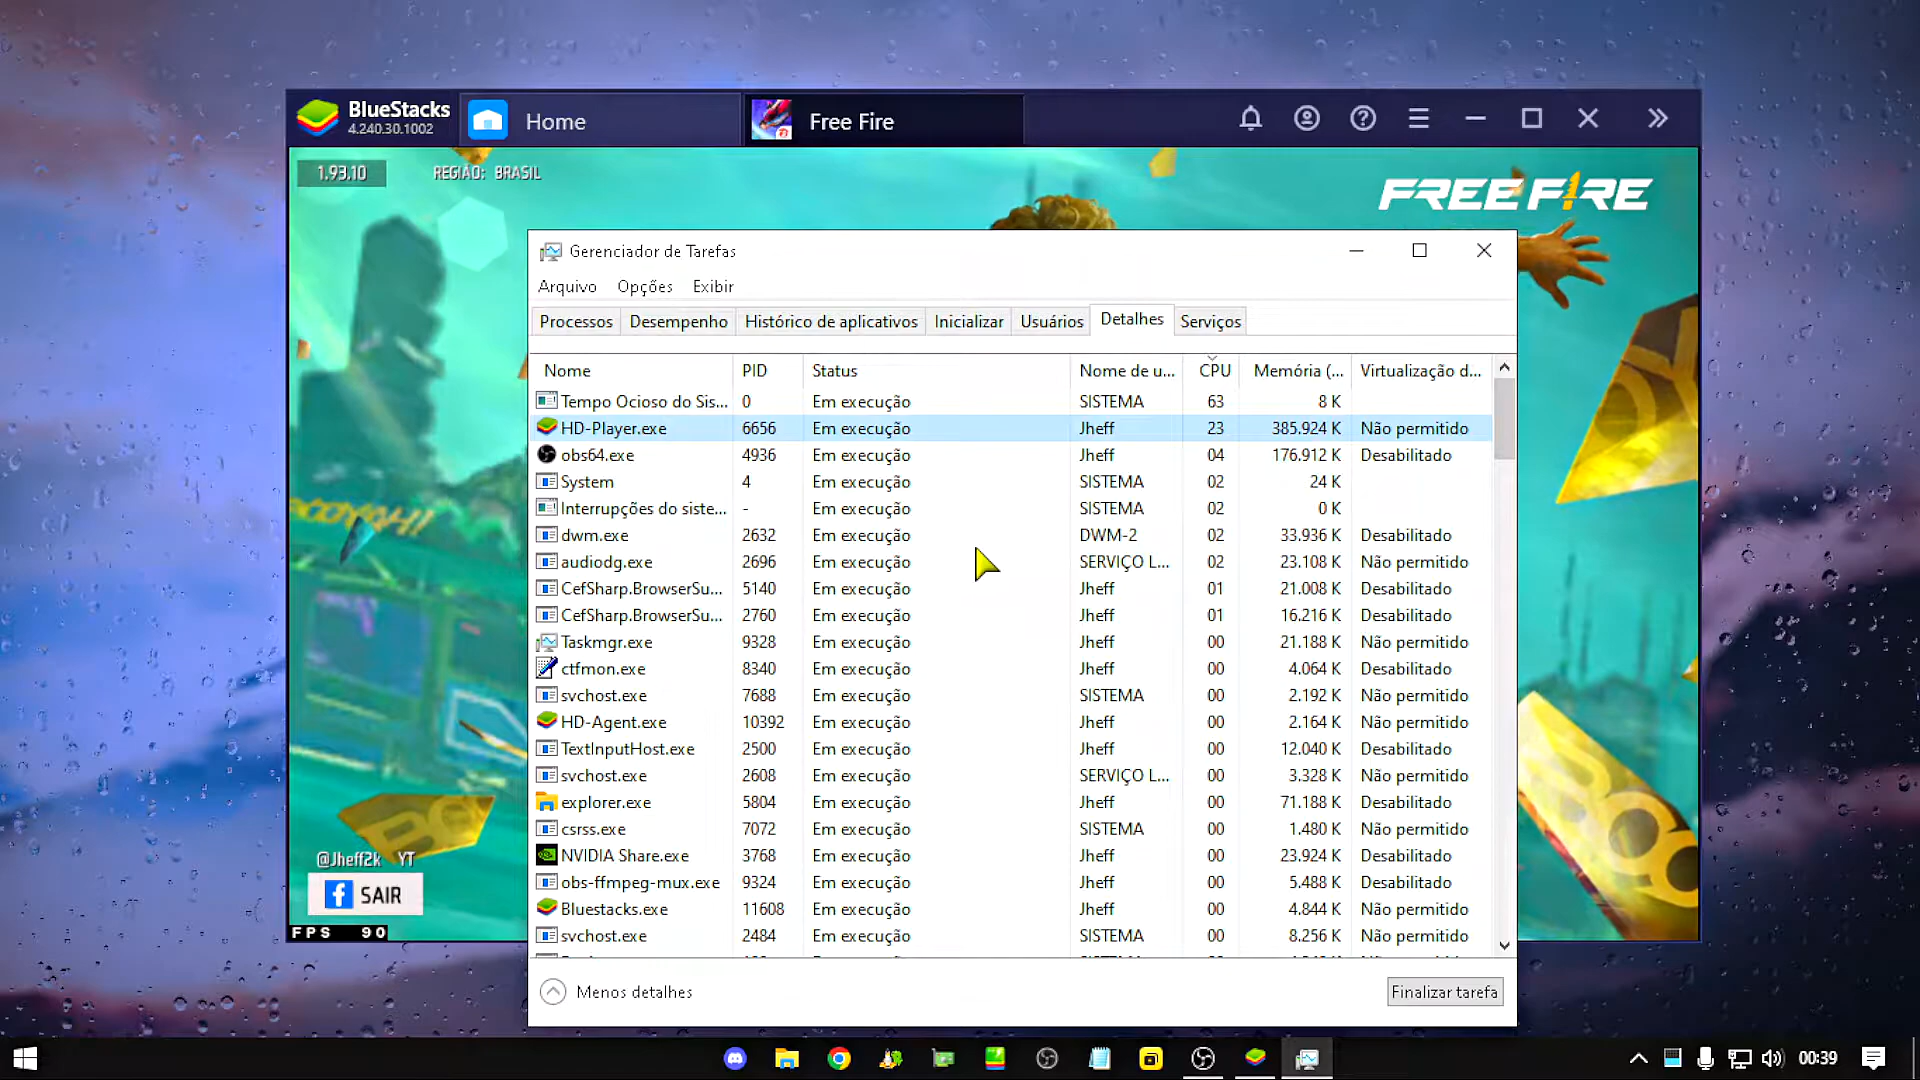 BlueStacks
4.240.30.1002
Home
Free Fire
1.93.10
REGIÃO: BRASIL
FREE FIRE
Gerenciador de Tarefas
Arquivo Opções Exibir
Processos Desempenho Histórico de aplicativos Inicializar Usuários Detalhes Serviços
Nome PID Status Nome de u... CPU Memória (... Virtualização d...
Tempo Ocioso do Sis... 0 Em execução SISTEMA 63 8 K
HD-Player.exe 6656 Em execução Jheff 23 385.924 K Não permitido
obs64.exe 4936 Em execução Jheff 04 176.912 K Desabilitado
System 4 Em execução SISTEMA 02 24 K
Interrupções do siste... - Em execução SISTEMA 02 0 K
dwm.exe 2632 Em execução DWM-2 02 33.936 K Desabilitado
audiodg.exe 2696 Em execução SERVIÇO L... 02 23.108 K Não permitido
CefSharp.BrowserSu... 5140 Em execução Jheff 01 21.008 K Desabilitado
CefSharp.BrowserSu... 2760 Em execução Jheff 01 16.216 K Desabilitado
Taskmgr.exe 9328 Em execução Jheff 00 21.188 K Não permitido
ctfmon.exe 8340 Em execução Jheff 00 4.064 K Desabilitado
svchost.exe 7688 Em execução SISTEMA 00 2.192 K Não permitido
HD-Agent.exe 10392 Em execução Jheff 00 2.164 K Não permitido
TextInputHost.exe 2500 Em execução Jheff 00 12.040 K Desabilitado
svchost.exe 2608 Em execução SERVIÇO L... 00 3.328 K Não permitido
explorer.exe 5804 Em execução Jheff 00 71.188 K Desabilitado
csrss.exe 7072 Em execução SISTEMA 00 1.480 K Não permitido
NVIDIA Share.exe 3768 Em execução Jheff 00 23.924 K Desabilitado
obs-ffmpeg-mux.exe 9324 Em execução Jheff 00 5.488 K Desabilitado
Bluestacks.exe 11608 Em execução Jheff 00 4.844 K Não permitido
svchost.exe 2484 Em execução SISTEMA 00 8.256 K Não permitido
Menos detalhes
Finalizar tarefa
BOOYAH!
@Jheff2k YT
SAIR
FPS 90
00:39